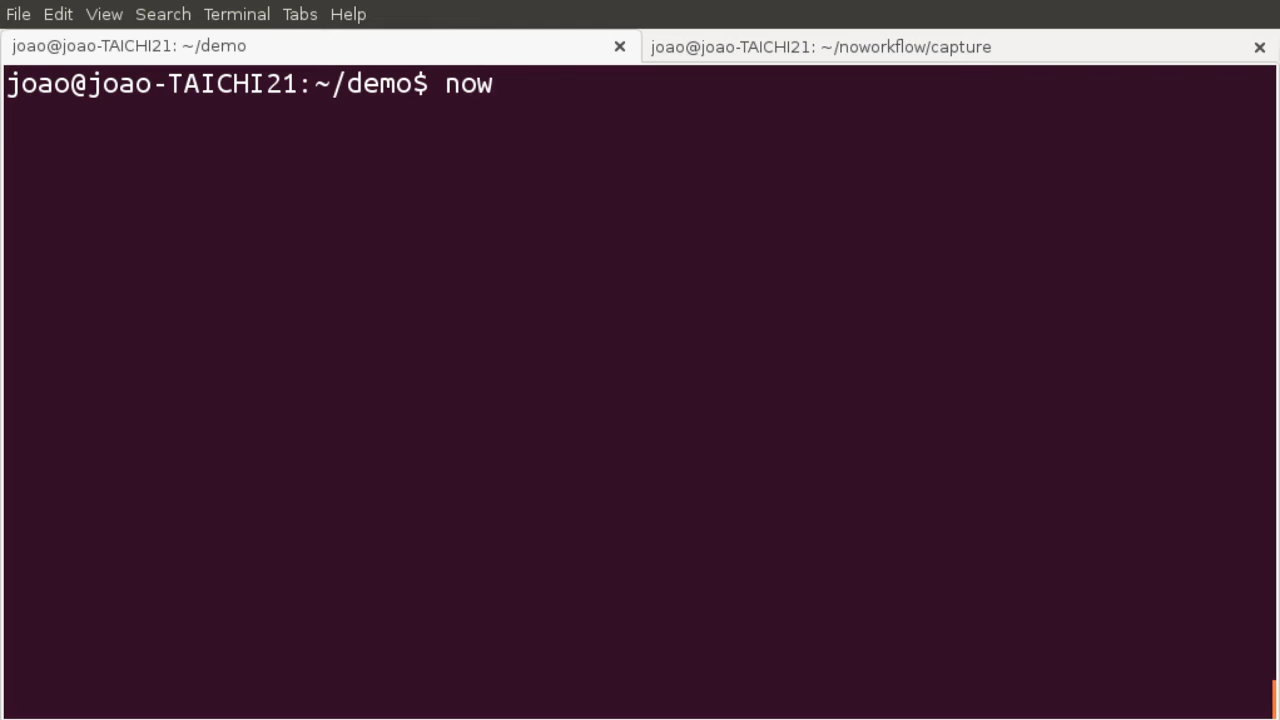 File Edit View Search Terminal Tabs Help
joao@joao-TAICHI21: ~/demo × joao@joao-TAICHI21: ~/noworkflow/capture ×
joao@joao-TAICHI21:~/demo$ now